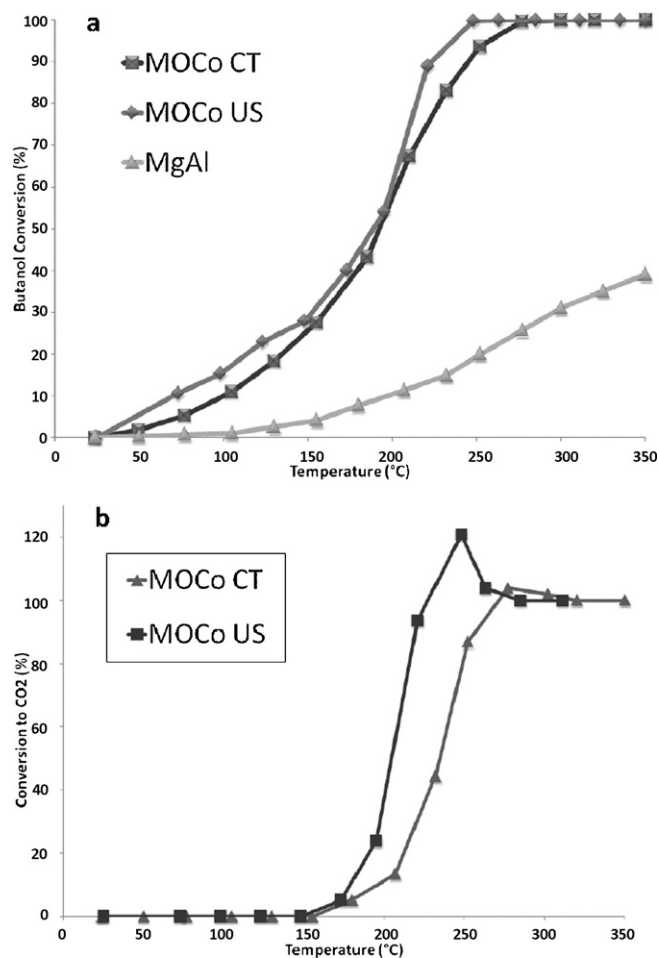 a
MOCo CT
MOCo US
MgAl
100
90
80
70
60
50
40
30
20
10
0
Butanol Conversion (%)
0 50 100 150 200 250 300 350
Temperature (°C)
b
MOCo CT
MOCo US
120
100
80
60
40
20
0
Conversion to CO2 (%)
0 50 100 150 200 250 300 350
Temperature (°C)